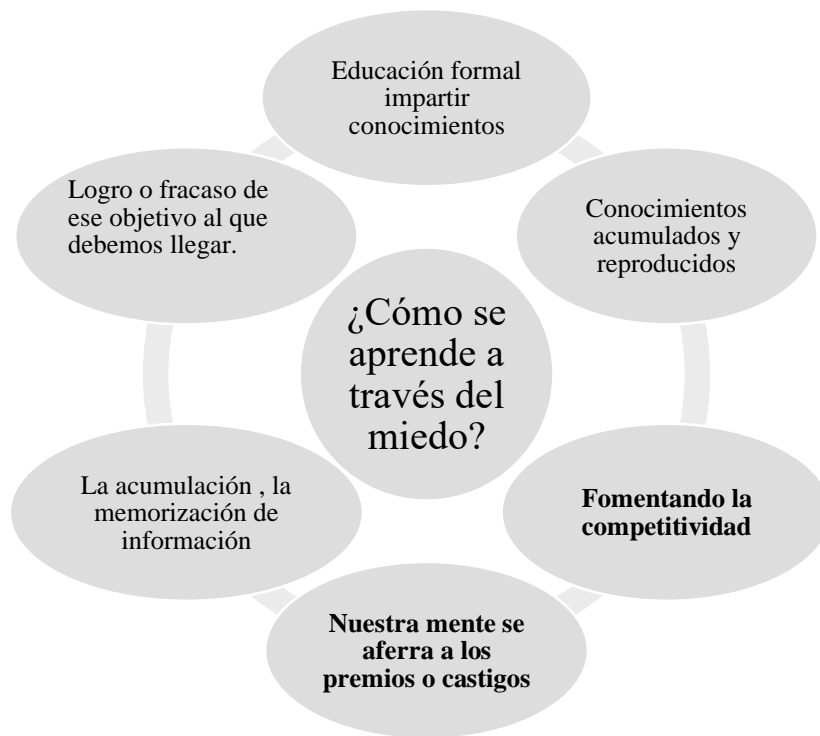 Educación formal
impartir
conocimientos
Conocimientos
acumulados y
reproducidos
Fomentando la
competitividad
Nuestra mente se
aferra a los
premios o castigos
La acumulación , la
memorización de
información
Logro o fracaso de
ese objetivo al que
debemos llegar.
¿Cómo se
aprende a
través del
miedo?